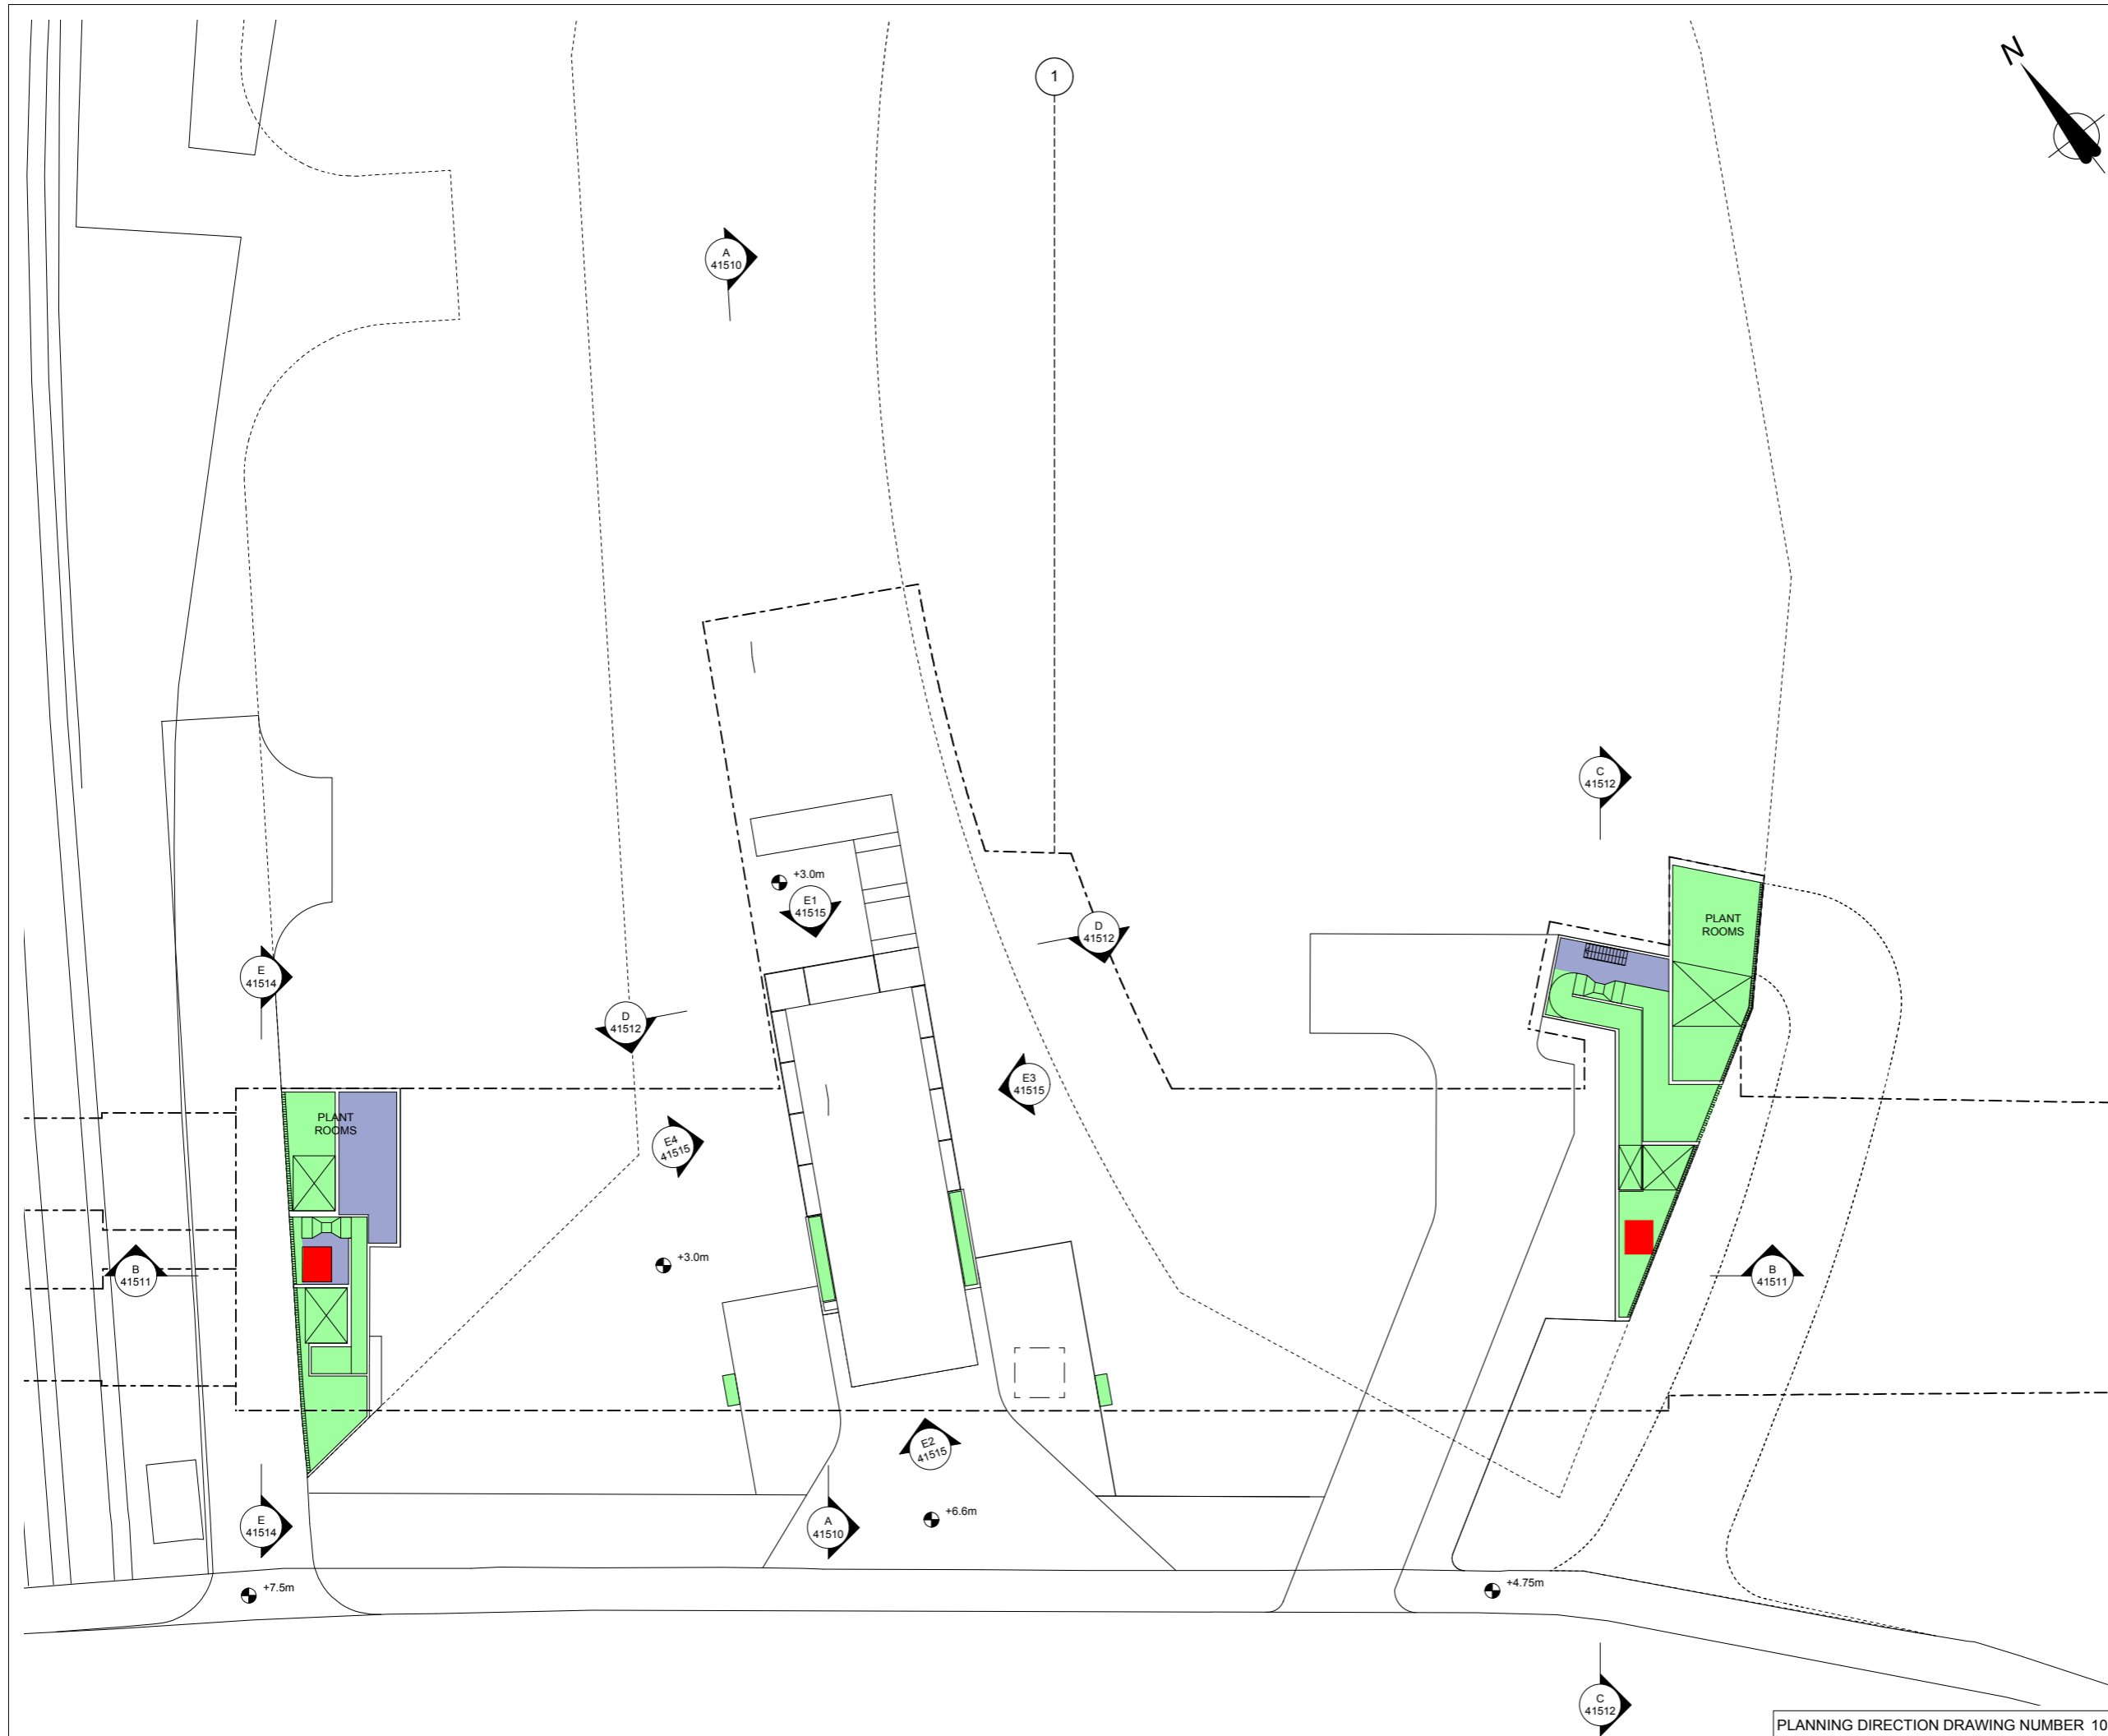 N
1
A
41510
C
41512
+3.0m
E1
41515
PLANT
ROOMS
D
41512
E
41514
D
41512
E3
41515
PLANT
ROOMS
E4
41515
+3.0m
B
41511
B
41511
E2
41515
+6.6m
E
41514
A
41510
+7.5m
+4.75m
C
41512
PLANNING DIRECTION DRAWING NUMBER 10